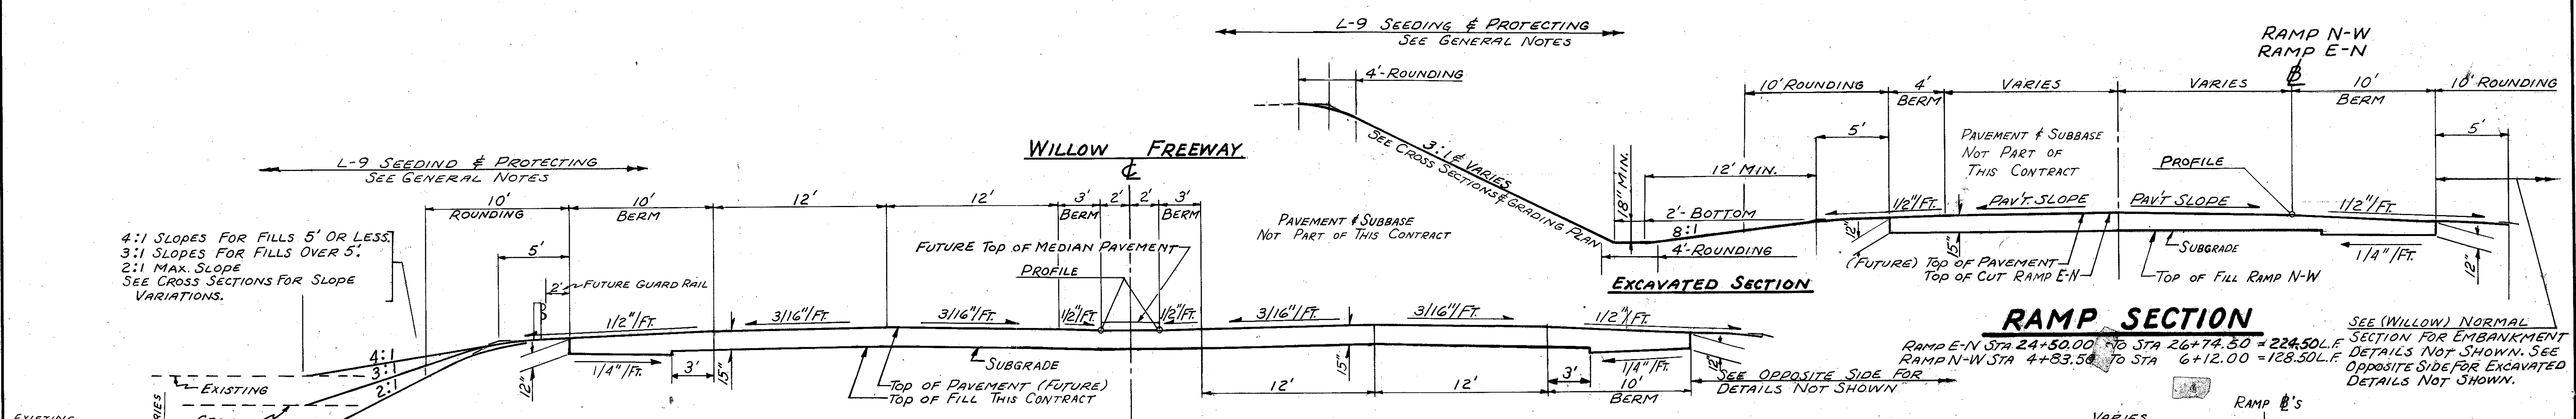 L-9 SEEDING & PROTECTING
SEE GENERAL NOTES
RAMP N-W
RAMP E-N
4'-ROUNDING
10' ROUNDING
4'
BERM
VARIES
VARIES
10'
BERM
10' ROUNDING
5'
5'
PAVEMENT & SUBBASE
NOT PART OF
THIS CONTRACT
PROFILE
3:1 & VARIES
SEE CROSS SECTIONS & GRADING PLAN
18" MIN.
12' MIN.
2'- BOTTOM
8:1
4'-ROUNDING
EXCAVATED SECTION
1/2"/FT.
PAV'T. SLOPE
PAV'T SLOPE
1/2"/FT.
12"
15"
SUBGRADE
1/4"/FT.
12"
(FUTURE) TOP OF PAVEMENT
TOP OF CUT RAMP E-N
TOP OF FILL RAMP N-W
RAMP SECTION
RAMP E-N STA 24+50.00 TO STA 26+74.50 = 224.50 L.F.
RAMP N-W STA 4+83.50 TO STA 6+12.00 = 128.50 L.F.
SEE (WILLOW) NORMAL
SECTION FOR EMBANKMENT
DETAILS NOT SHOWN. SEE
OPPOSITE SIDE FOR EXCAVATED
DETAILS NOT SHOWN.
VARIES
RAMP ⅊'S
WILLOW FREEWAY
℄
L-9 SEEDIND & PROTECTING
SEE GENERAL NOTES
10'
ROUNDING
10'
BERM
12'
12'
3'
BERM
2'
2'
3'
BERM
PAVEMENT & SUBBASE
NOT PART OF THIS CONTRACT
4:1 SLOPES FOR FILLS 5' OR LESS.
3:1 SLOPES FOR FILLS OVER 5'.
2:1 MAX. SLOPE
SEE CROSS SECTIONS FOR SLOPE
VARIATIONS.
5'
2'
FUTURE GUARD RAIL
FUTURE TOP OF MEDIAN PAVEMENT
PROFILE
1/2"/FT.
3/16"/FT.
3/16"/FT.
1/2"/FT.
1/2"/FT.
3/16"/FT.
3/16"/FT.
1/2"/FT.
4:1
3:1
2:1
EXISTING
12"
1/4"/FT.
3'
15"
SUBGRADE
TOP OF PAVEMENT (FUTURE)
TOP OF FILL THIS CONTRACT
12'
15"
12'
3'
1/4"/FT.
10'
BERM
12"
SEE OPPOSITE SIDE FOR
DETAILS NOT SHOWN